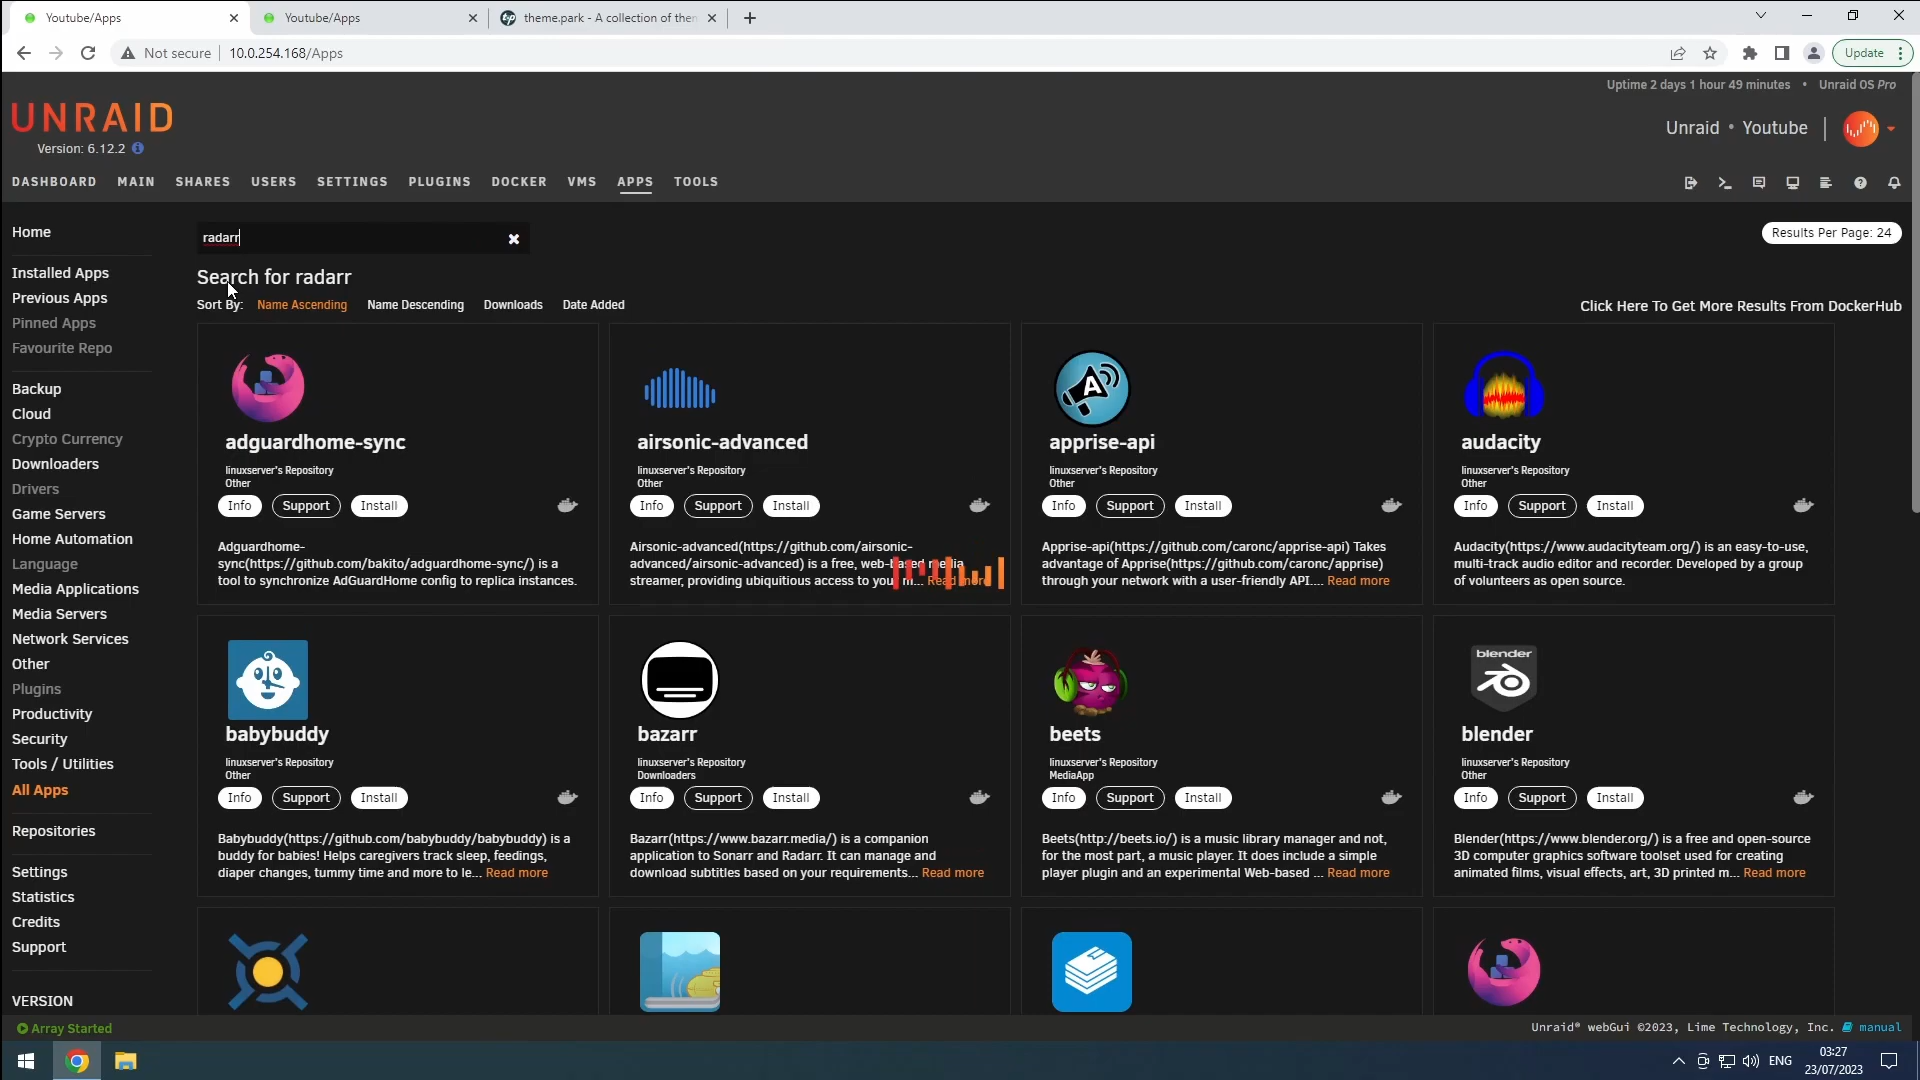 Youtube/Apps
Youtube/Apps
theme.park - A collection of then
Not secure
10.0.254.168/Apps
Update
Uptime 2 days 1 hour 49 minutes • Unraid OS Pro
UNRAID
Version: 6.12.2
Unraid • Youtube
DASHBOARD MAIN SHARES USERS SETTINGS PLUGINS DOCKER VMS APPS TOOLS
Home
Installed Apps
Previous Apps
Pinned Apps
Favourite Repo
Backup
Cloud
Crypto Currency
Downloaders
Drivers
Game Servers
Home Automation
Language
Media Applications
Media Servers
Network Services
Other
Plugins
Productivity
Security
Tools / Utilities
All Apps
Repositories
Settings
Statistics
Credits
Support
VERSION
radarr
Results Per Page: 24
Search for radarr
Sort By: Name Ascending Name Descending Downloads Date Added
Click Here To Get More Results From DockerHub
adguardhome-sync
linuxserver's Repository
Other
Info Support Install
Adguardhome-
sync(https://github.com/bakito/adguardhome-sync/) is a
tool to synchronize AdGuardHome config to replica instances.
airsonic-advanced
linuxserver's Repository
Other
Info Support Install
Airsonic-advanced(https://github.com/airsonic-
advanced/airsonic-advanced) is a free, web-based media
streamer, providing ubiquitious access to your m... Read more
apprise-api
linuxserver's Repository
Other
Info Support Install
Apprise-api(https://github.com/caronc/apprise-api) Takes
advantage of Apprise(https://github.com/caronc/apprise)
through your network with a user-friendly API.... Read more
audacity
linuxserver's Repository
Other
Info Support Install
Audacity(https://www.audacityteam.org/) is an easy-to-use,
multi-track audio editor and recorder. Developed by a group
of volunteers as open source.
babybuddy
linuxserver's Repository
Other
Info Support Install
Babybuddy(https://github.com/babybuddy/babybuddy) is a
buddy for babies! Helps caregivers track sleep, feedings,
diaper changes, tummy time and more to le... Read more
bazarr
linuxserver's Repository
Downloaders
Info Support Install
Bazarr(https://www.bazarr.media/) is a companion
application to Sonarr and Radarr. It can manage and
download subtitles based on your requirements... Read more
beets
linuxserver's Repository
MediaApp
Info Support Install
Beets(http://beets.io/) is a music library manager and not,
for the most part, a music player. It does include a simple
player plugin and an experimental Web-based ... Read more
blender
blender
linuxserver's Repository
Other
Info Support Install
Blender(https://www.blender.org/) is a free and open-source
3D computer graphics software toolset used for creating
animated films, visual effects, art, 3D printed m... Read more
Array Started
Unraid® webGui ©2023, Lime Technology, Inc. manual
ENG
03:27
23/07/2023